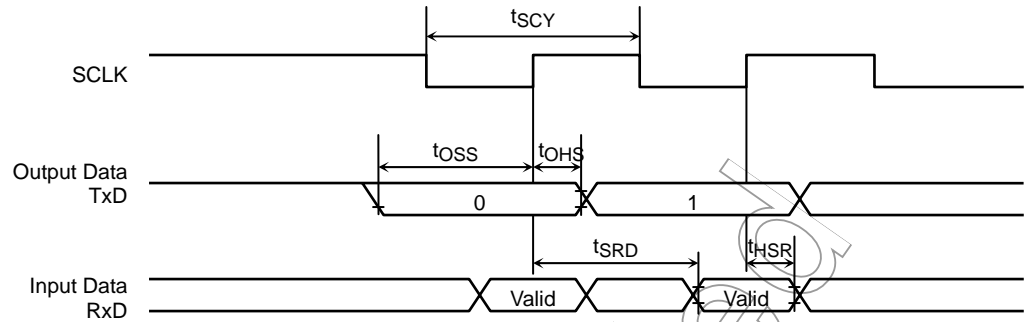 tSCY
SCLK
tOSS
tOHS
Output Data
TxD
0
1
tSRD
tHSR
Input Data
RxD
Valid
Valid